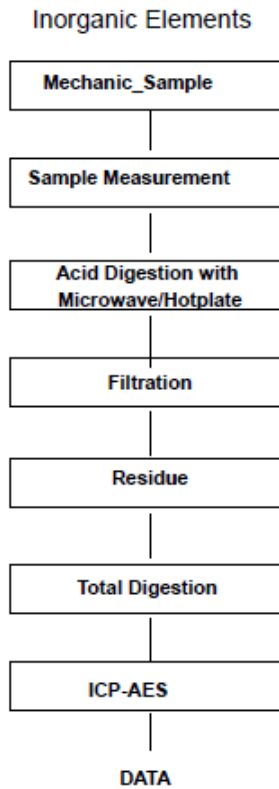 Inorganic Elements
Mechanic_Sample
Sample Measurement
Acid Digestion with
Microwave/Hotplate
Filtration
Residue
Total Digestion
ICP-AES
DATA